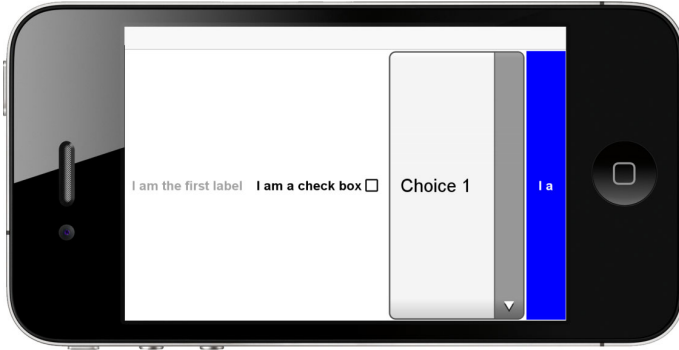 I am the first label
I am a check box
Choice 1
I a